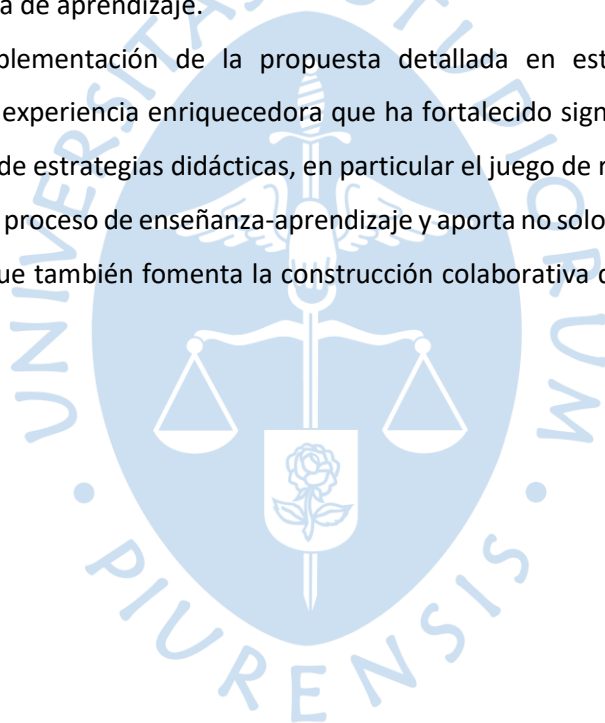 a de aprendizaje.
plementación de la propuesta detallada en est
experiencia enriquecedora que ha fortalecido sign
de estrategias didácticas, en particular el juego de r
proceso de enseñanza-aprendizaje y aporta no solo
ue también fomenta la construcción colaborativa d
UNIVERSITAS STUDIORUM
PIURENSIS